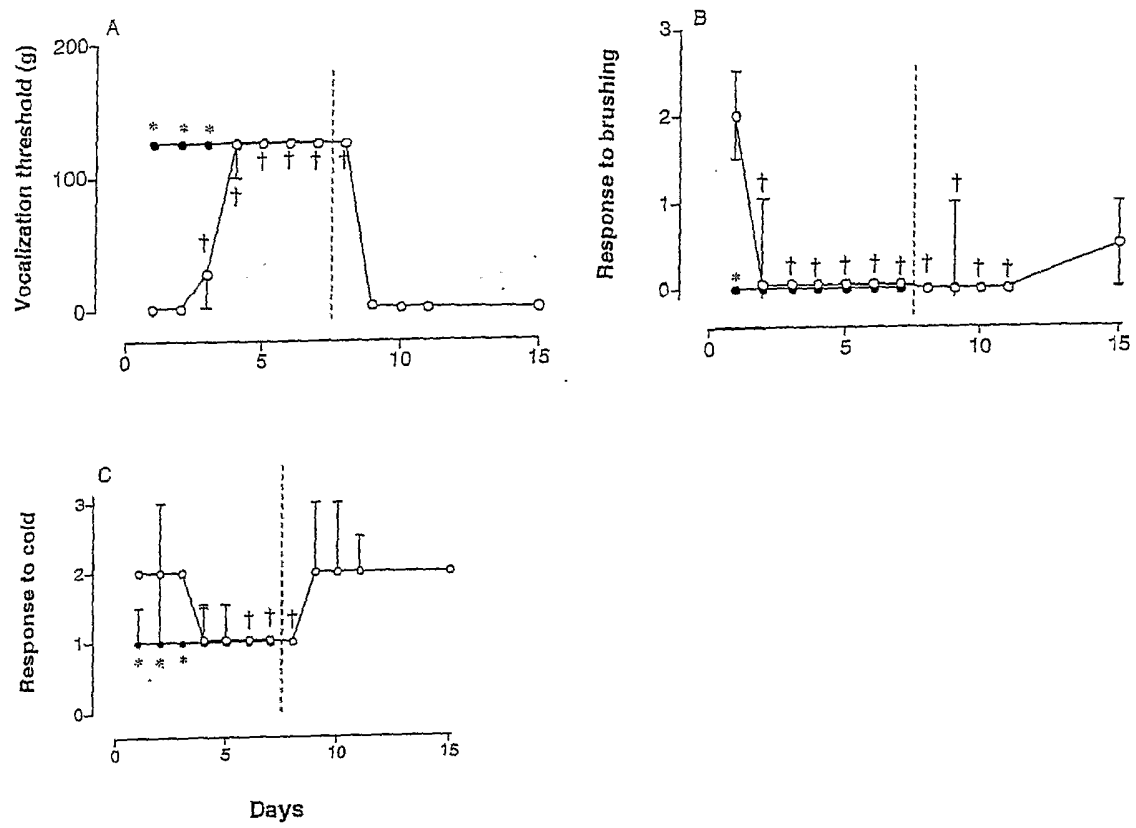 A
Vocalization threshold (g)
200
100
0
* * *
† † † † † †
0 5 10 15
B
Response to brushing
3
2
1
0
*
† † † † † † † † † †
0 5 10 15
C
Response to cold
3
2
1
0
* * *
† † †
0 5 10 15
Days